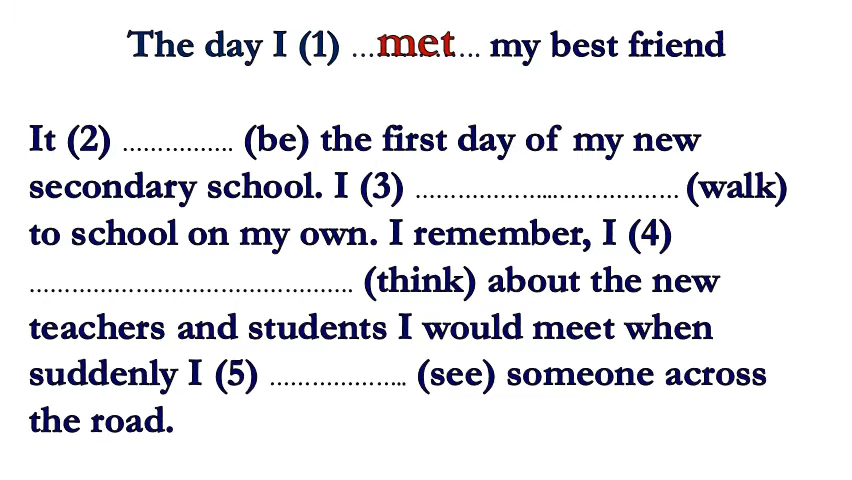 The day I (1) ...met... my best friend
It (2) ................ (be) the first day of my new
secondary school. I (3) ...................................... (walk)
to school on my own. I remember, I (4)
.............................................. (think) about the new
teachers and students I would meet when
suddenly I (5) .................... (see) someone across
the road.